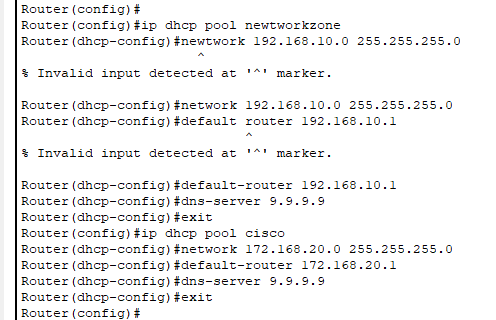 Router(config)#
Router(config)#ip dhcp pool newtworkzone
Router(dhcp-config)#newtwork 192.168.10.0 255.255.255.0
^
% Invalid input detected at '^' marker.
Router(dhcp-config)#network 192.168.10.0 255.255.255.0
Router(dhcp-config)#default router 192.168.10.1
^
% Invalid input detected at '^' marker.
Router(dhcp-config)#default-router 192.168.10.1
Router(dhcp-config)#dns-server 9.9.9.9
Router(dhcp-config)#exit
Router(config)#ip dhcp pool cisco
Router(dhcp-config)#network 172.168.20.0 255.255.255.0
Router(dhcp-config)#default-router 172.168.20.1
Router(dhcp-config)#dns-server 9.9.9.9
Router(dhcp-config)#exit
Router(config)#